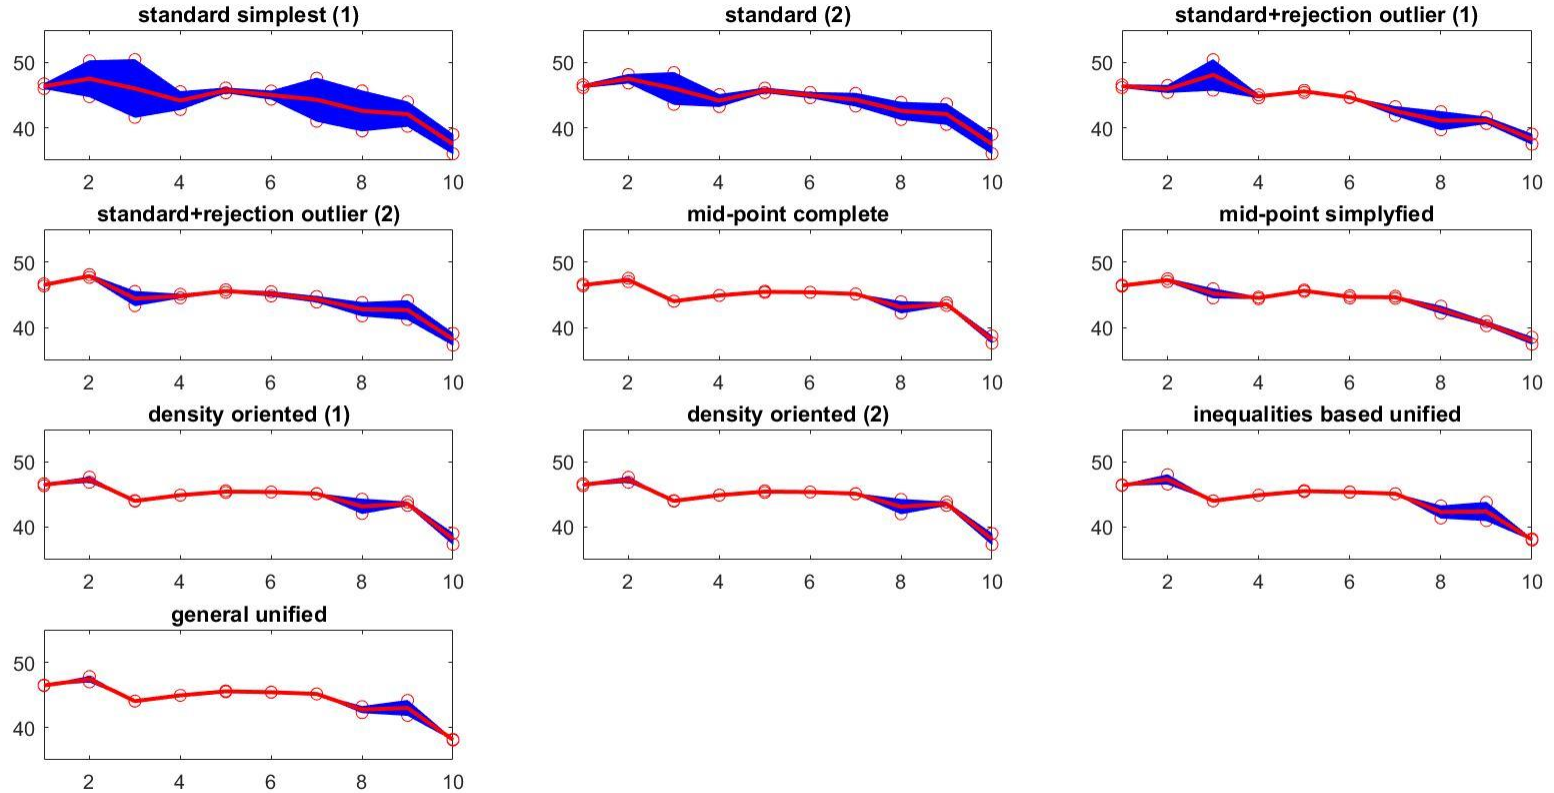 standard simplest (1)
50
40
2 4 6 8 10
standard (2)
50
40
2 4 6 8 10
standard+rejection outlier (1)
50
40
2 4 6 8 10
standard+rejection outlier (2)
50
40
2 4 6 8 10
mid-point complete
50
40
2 4 6 8 10
mid-point simplyfied
50
40
2 4 6 8 10
density oriented (1)
50
40
2 4 6 8 10
density oriented (2)
50
40
2 4 6 8 10
inequalities based unified
50
40
2 4 6 8 10
general unified
50
40
2 4 6 8 10